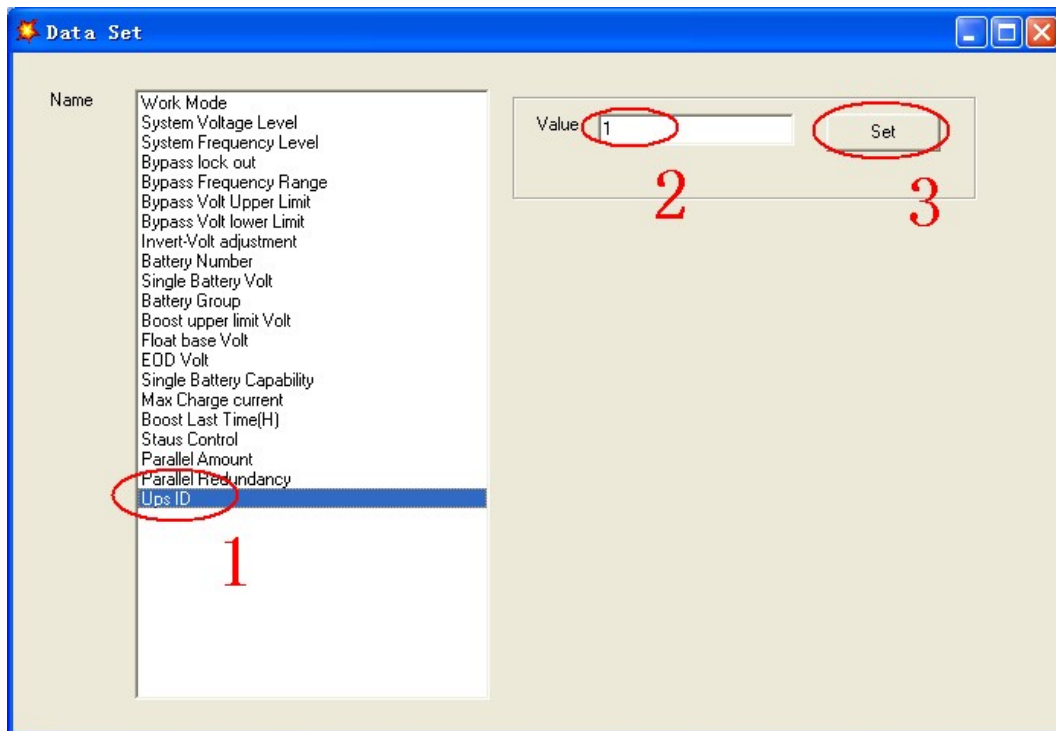 Data Set
Name
Work Mode
System Voltage Level
System Frequency Level
Bypass lock out
Bypass Frequency Range
Bypass Volt Upper Limit
Bypass Volt lower Limit
Invert-Volt adjustment
Battery Number
Single Battery Volt
Battery Group
Boost upper limit Volt
Float base Volt
EOD Volt
Single Battery Capability
Max Charge current
Boost Last Time(H)
Staus Control
Parallel Amount
Parallel Redundancy
Ups ID
1
Value 1 Set
2 3